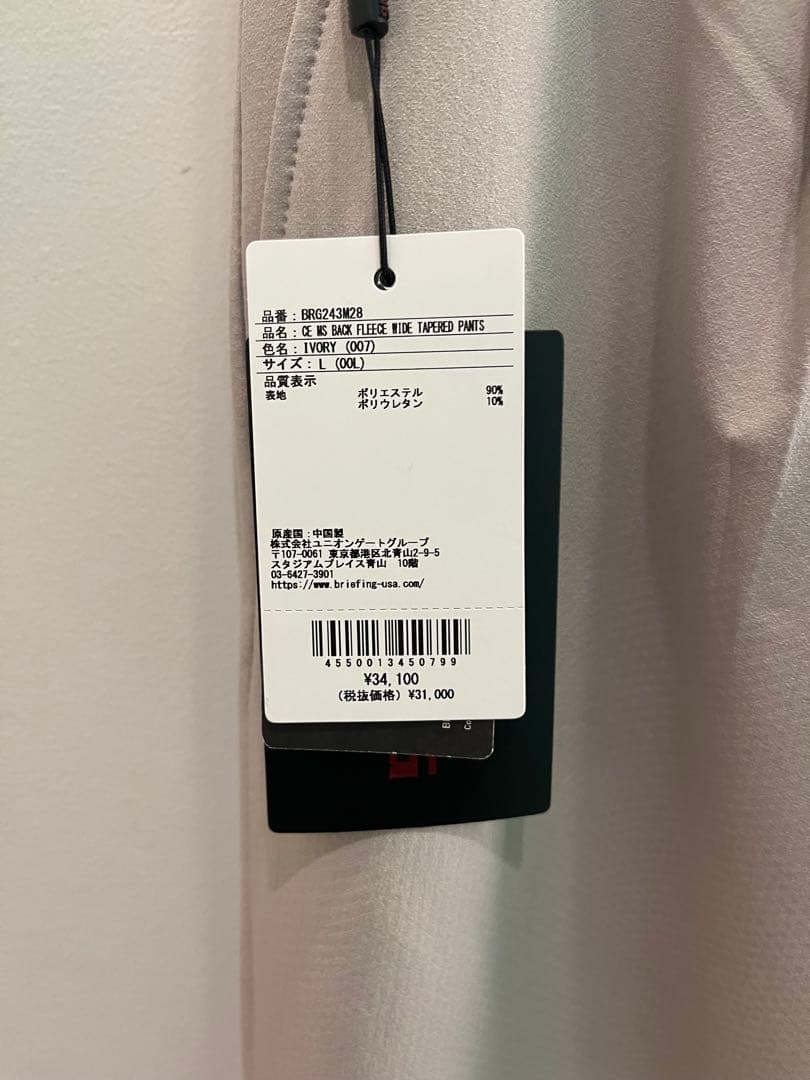 品番：BRG243M28
品名：CE MS BACK FLEECE WIDE TAPERED PANTS
色名：IVORY (007)
サイズ：L (00L)
品質表示
表地 ポリエステル 90%
ポリウレタン 10%
原産国：中国製
株式会社ユニオンゲートグループ
〒107-0061 東京都港区北青山2-9-5
スタジアムプレイス青山 10階
03-6427-3901
https://www.briefing-usa.com/
4550013450799
¥34,100
(税抜価格) ¥31,000